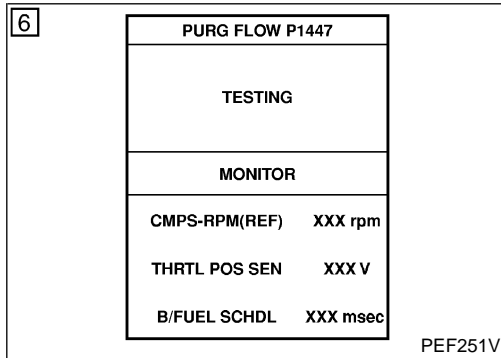 6
PURG FLOW P1447
TESTING
MONITOR
CMPS-RPM(REF) XXX rpm
THRTL POS SEN XXX V
B/FUEL SCHDL XXX msec
PEF251V